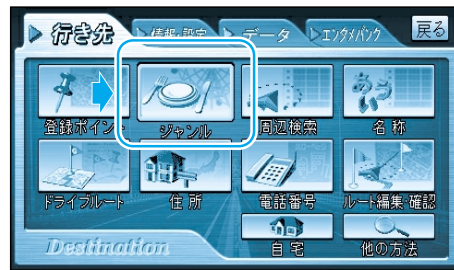 行き先 情報・設定 データ エンタメバンク 戻る
登録ポイント ジャンル 周辺検索 名称
ドライブルート 住所 電話番号 ルート編集・確認
Destination 自宅 他の方法